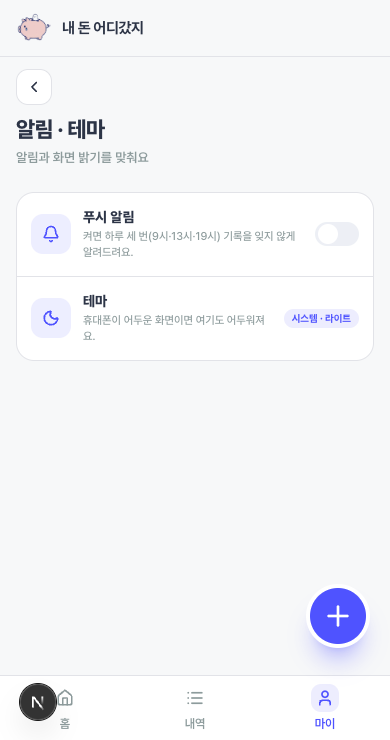 내 돈 어디갔지
알림 · 테마
알림과 화면 밝기를 맞춰요
푸시 알림
켜면 하루 세 번(9시·13시·19시) 기록을 잊지 않게
알려드려요.
테마
휴대폰이 어두운 화면이면 여기도 어두워져
요.
시스템 · 라이트
N
홈
내역
마이